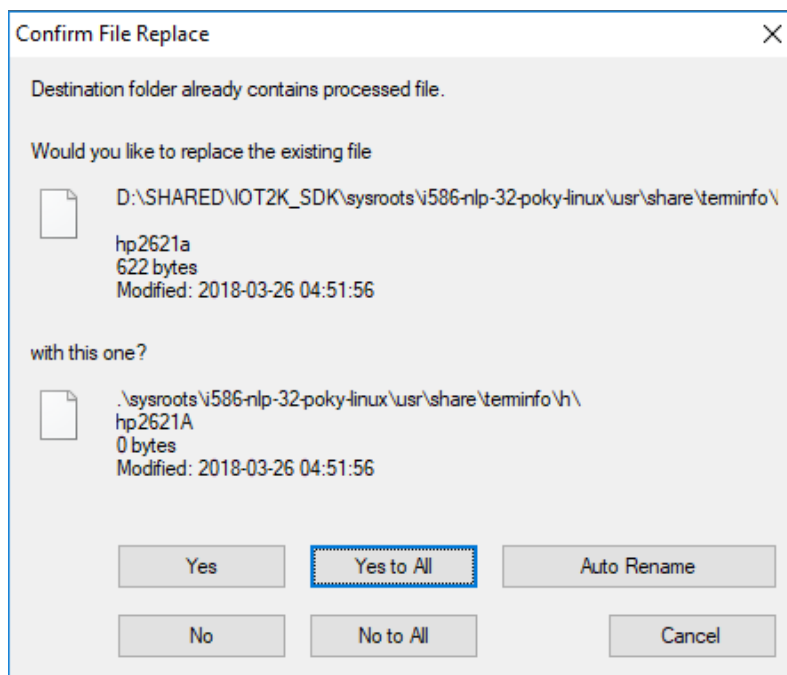 Confirm File Replace
Destination folder already contains processed file.
Would you like to replace the existing file
D:\SHARED\IOT2K_SDK\sysroots\i586-nlp-32-poky-linux\usr\share\terminfo\
hp2621a
622 bytes
Modified: 2018-03-26 04:51:56
with this one?
.\sysroots\i586-nlp-32-poky-linux\usr\share\terminfo\h\
hp2621A
0 bytes
Modified: 2018-03-26 04:51:56
Yes
Yes to All
Auto Rename
No
No to All
Cancel